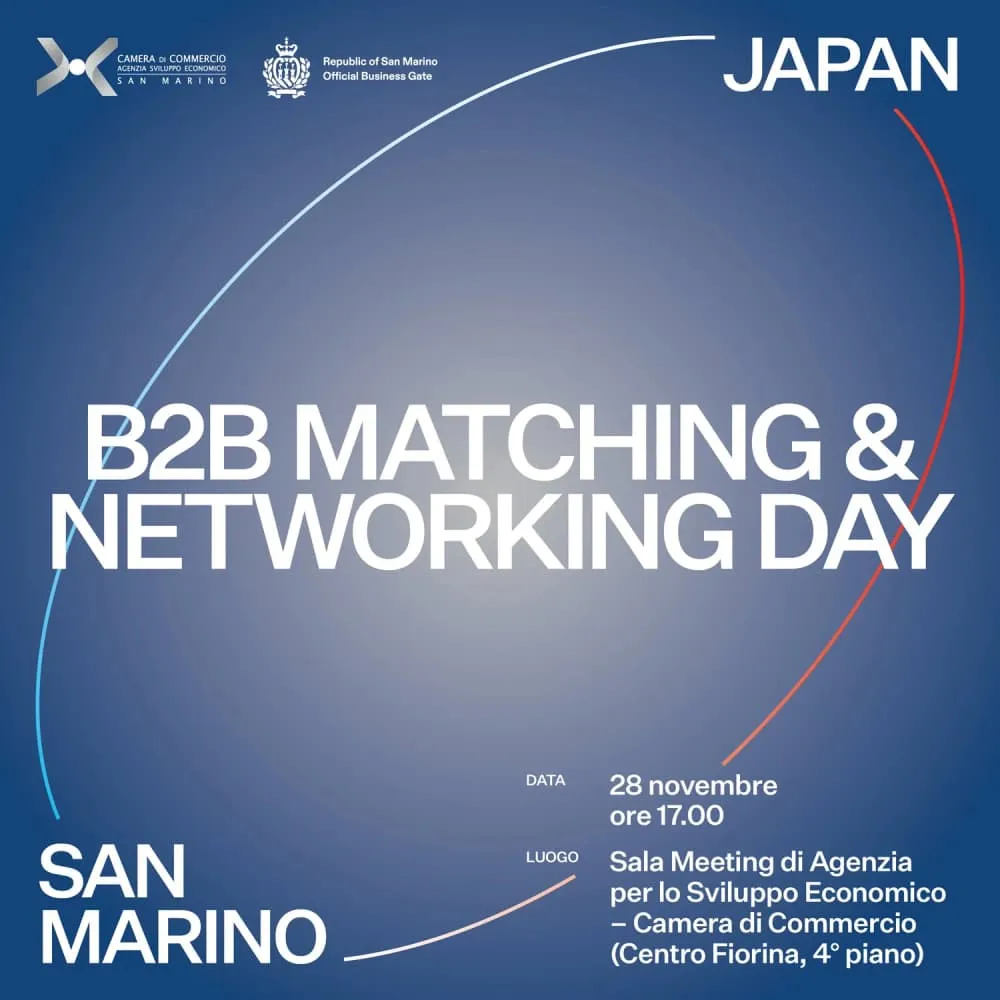 CAMERA DI COMMERCIO
AGENZIA SVILUPPO ECONOMICO
SAN MARINO
Republic of San Marino
Official Business Gate
JAPAN
B2B MATCHING &
NETWORKING DAY
DATA
28 novembre
ore 17.00
LUOGO
Sala Meeting di Agenzia
per lo Sviluppo Economico
– Camera di Commercio
(Centro Fiorina, 4° piano)
SAN
MARINO